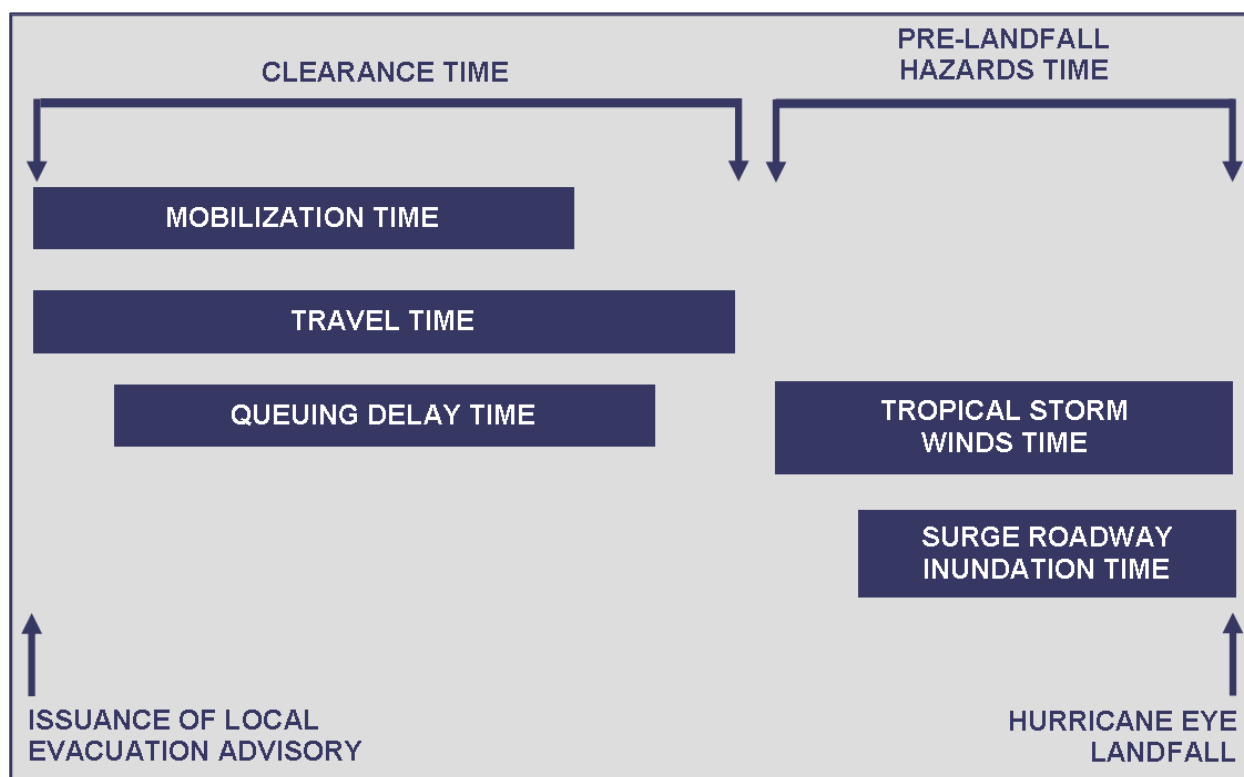 CLEARANCE TIME
PRE-LANDFALL
HAZARDS TIME
MOBILIZATION TIME
TRAVEL TIME
QUEUING DELAY TIME
TROPICAL STORM
WINDS TIME
SURGE ROADWAY
INUNDATION TIME
ISSUANCE OF LOCAL
EVACUATION ADVISORY
HURRICANE EYE
LANDFALL